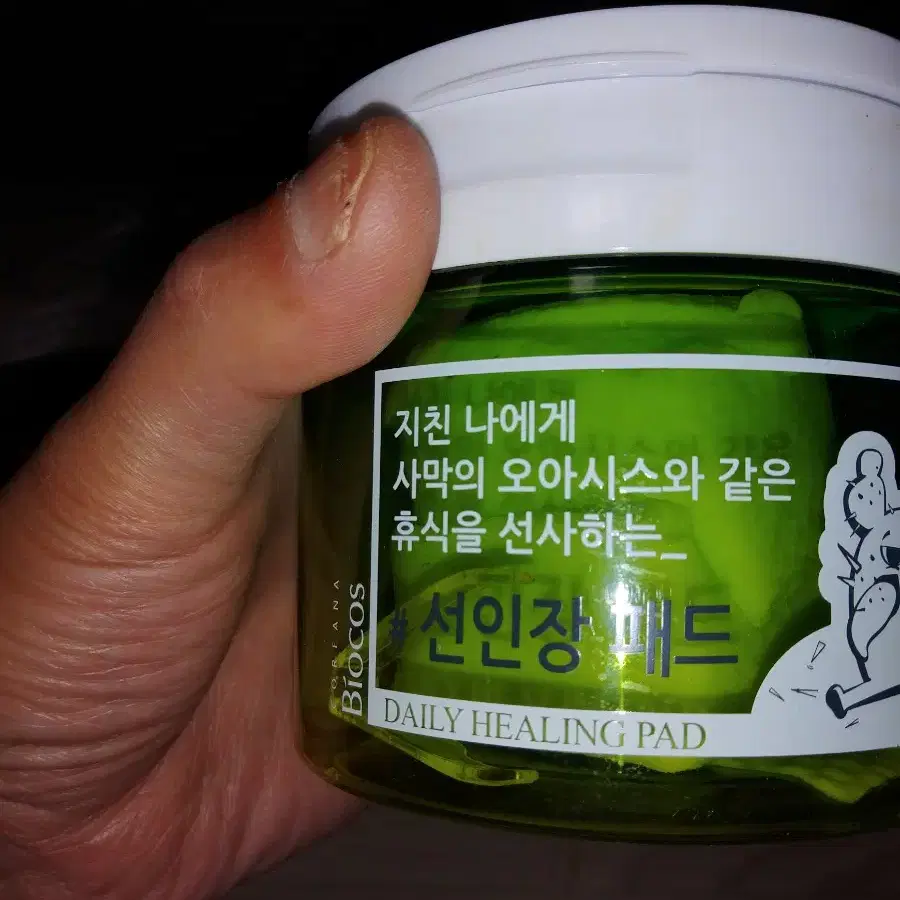 지친 나에게
사막의 오아시스와 같은
휴식을 선사하는_
# 선인장 패드
DAILY HEALING PAD
Biocos